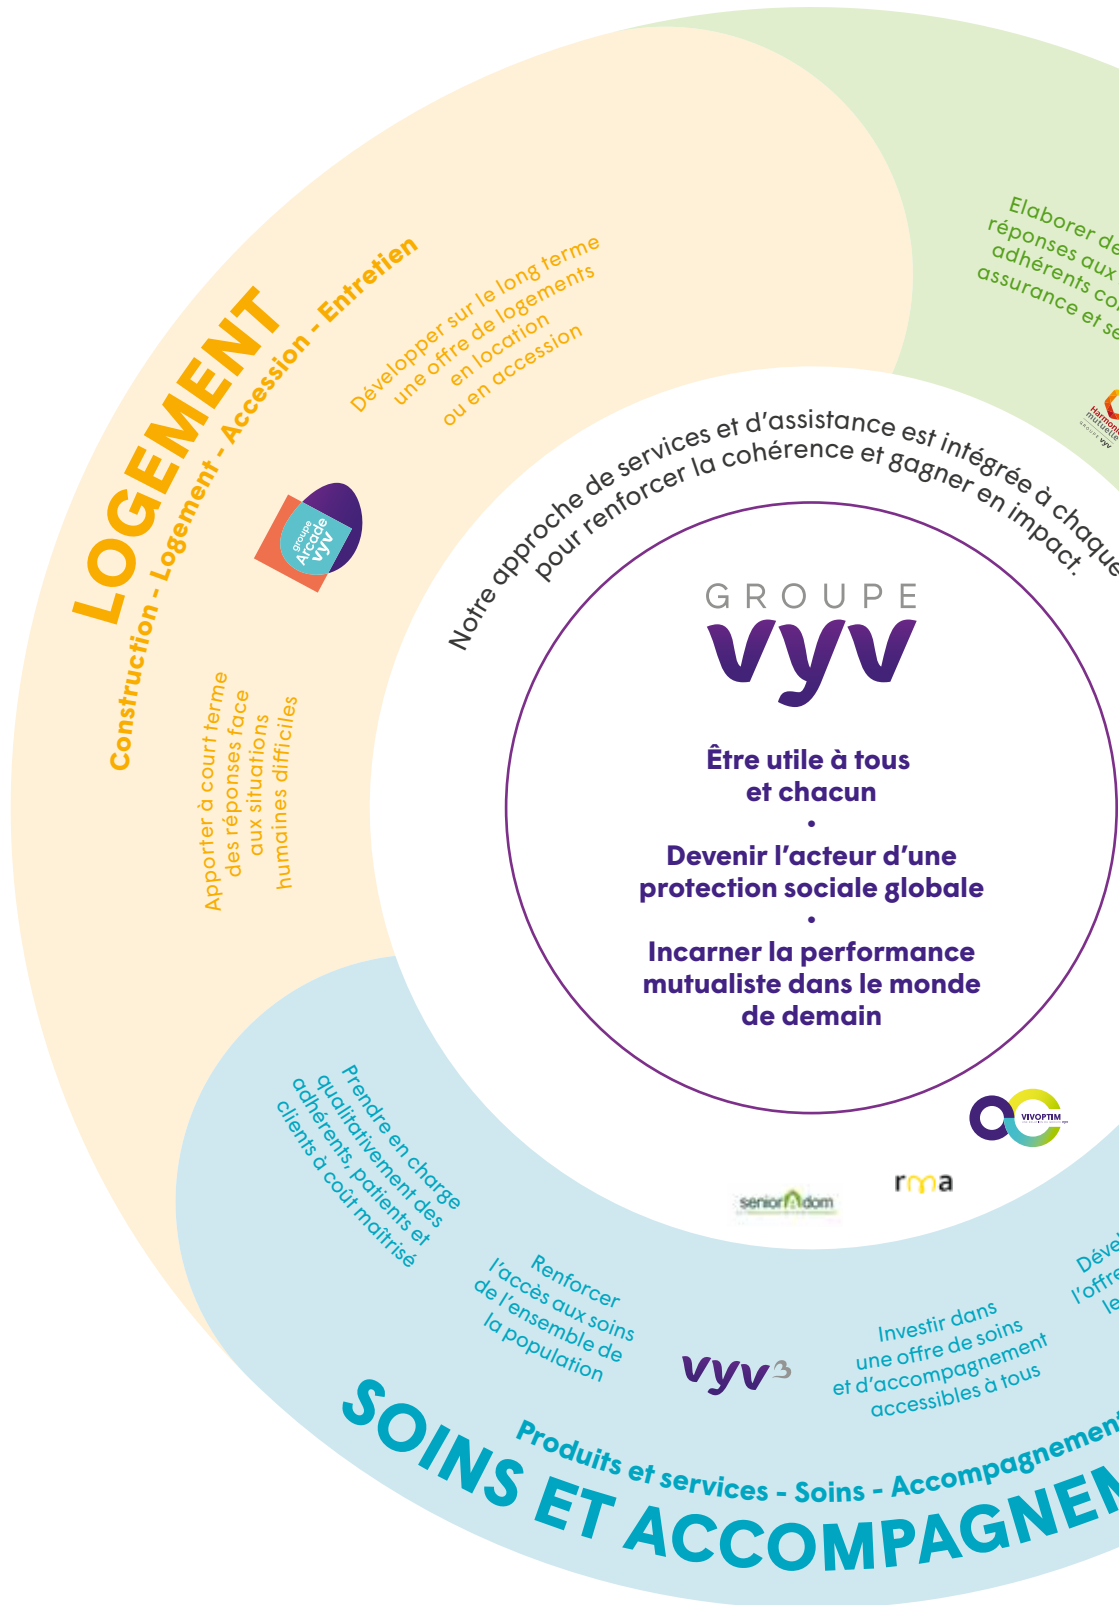 LOGEMENT
Construction - Logement - Accession - Entretien
Développer sur le long terme
une offre de logements
en location
ou en accession
groupe
Arcade
vyv
Apporter à court terme
des réponses face
aux situations
humaines difficiles
Elaborer de
réponses aux
adhérents co
assurance et se
Harmonie
mutuelle
GROUPE vyv
Notre approche de services et d'assistance est intégrée à chaque
pour renforcer la cohérence et gagner en impact.
GROUPE
vyv
Être utile à tous
et chacun
•
Devenir l'acteur d'une
protection sociale globale
•
Incarner la performance
mutualiste dans le monde
de demain
VIVOPTIM
rma
seniorAdom
Prendre en charge
qualitativement des
adhérents, patients et
clients à coût maîtrisé
Renforcer
l'accès aux soins
de l'ensemble de
la population
vyv3
Investir dans
une offre de soins
et d'accompagnement
accessibles à tous
Déve
l'offre
le
Produits et services - Soins - Accompagnement
SOINS ET ACCOMPAGNEM